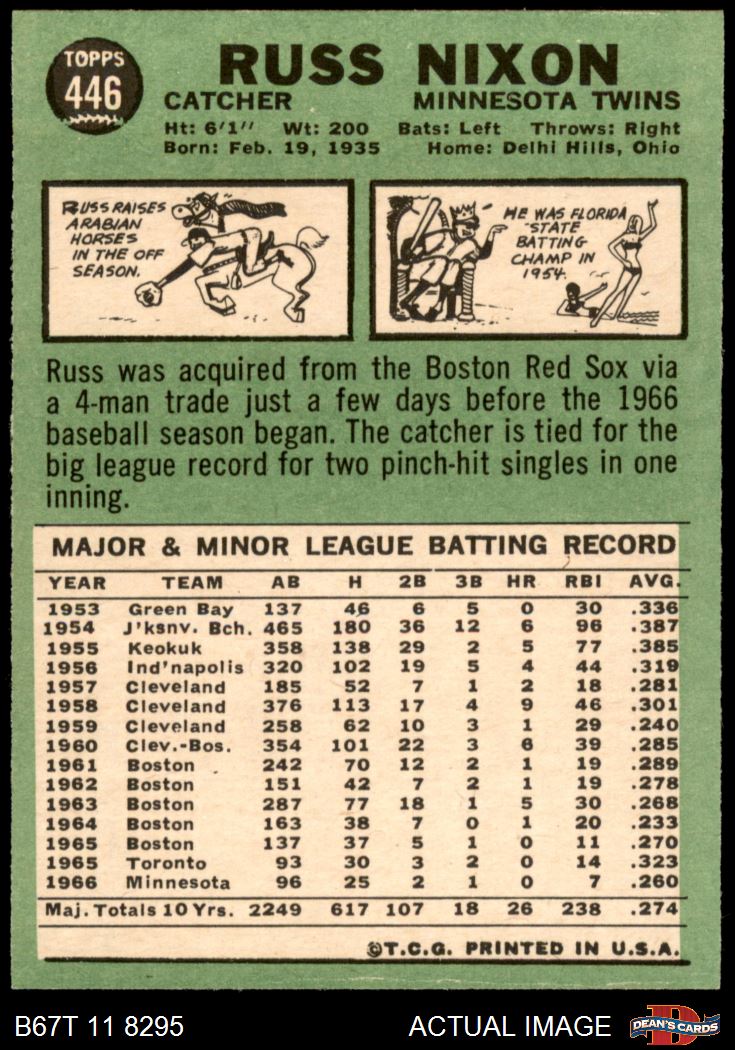 TOPPS
446
RUSS NIXON
CATCHER MINNESOTA TWINS
Ht: 6'1" Wt: 200 Bats: Left Throws: Right
Born: Feb. 19, 1935 Home: Delhi Hills, Ohio
RUSS RAISES
ARABIAN
HORSES
IN THE OFF
SEASON.
HE WAS FLORIDA
STATE
BATTING
CHAMP IN
1954.
Russ was acquired from the Boston Red Sox via
a 4-man trade just a few days before the 1966
baseball season began. The catcher is tied for the
big league record for two pinch-hit singles in one
inning.
MAJOR & MINOR LEAGUE BATTING RECORD
YEAR TEAM AB H 2B 3B HR RBI AVG.
1953 Green Bay 137 46 6 5 0 30 .336
1954 J'ksnv. Bch. 465 180 36 12 6 96 .387
1955 Keokuk 358 138 29 2 5 77 .385
1956 Ind'napolis 320 102 19 5 4 44 .319
1957 Cleveland 185 52 7 1 2 18 .281
1958 Cleveland 376 113 17 4 9 46 .301
1959 Cleveland 258 62 10 3 1 29 .240
1960 Clev.-Bos. 354 101 22 3 6 39 .285
1961 Boston 242 70 12 2 1 19 .289
1962 Boston 151 42 7 2 1 19 .278
1963 Boston 287 77 18 1 5 30 .268
1964 Boston 163 38 7 0 1 20 .233
1965 Boston 137 37 5 1 0 11 .270
1965 Toronto 93 30 3 2 0 14 .323
1966 Minnesota 96 25 2 1 0 7 .260
Maj. Totals 10 Yrs. 2249 617 107 18 26 238 .274
©T.C.G. PRINTED IN U.S.A.
B67T 11 8295 ACTUAL IMAGE
D
DEAN'S CARDS